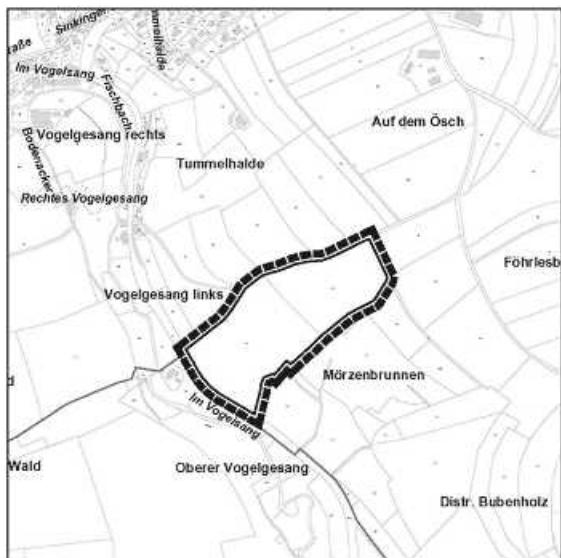 Sinkinger
Tummelhalde
Im Vogelsang
Fischbach
Auf dem Ösch
Vogelgesang rechts
Bodenacker
Tummelhalde
Rechtes Vogelgesang
Föhrlesb
Vogelgesang links
Mörzenbrunnen
Im Vogelsang
Wald
Oberer Vogelgesang
Distr. Bubenholz